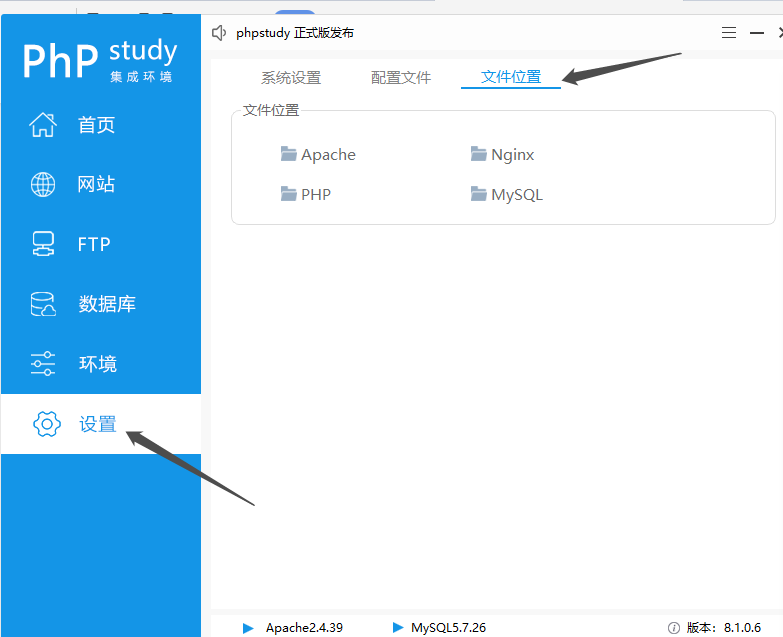 PhP study
集成环境
phpstudy 正式版发布
首页
网站
FTP
数据库
环境
设置
系统设置 配置文件 文件位置
文件位置
Apache Nginx
PHP MySQL
Apache2.4.39 MySQL5.7.26 版本：8.1.0.6